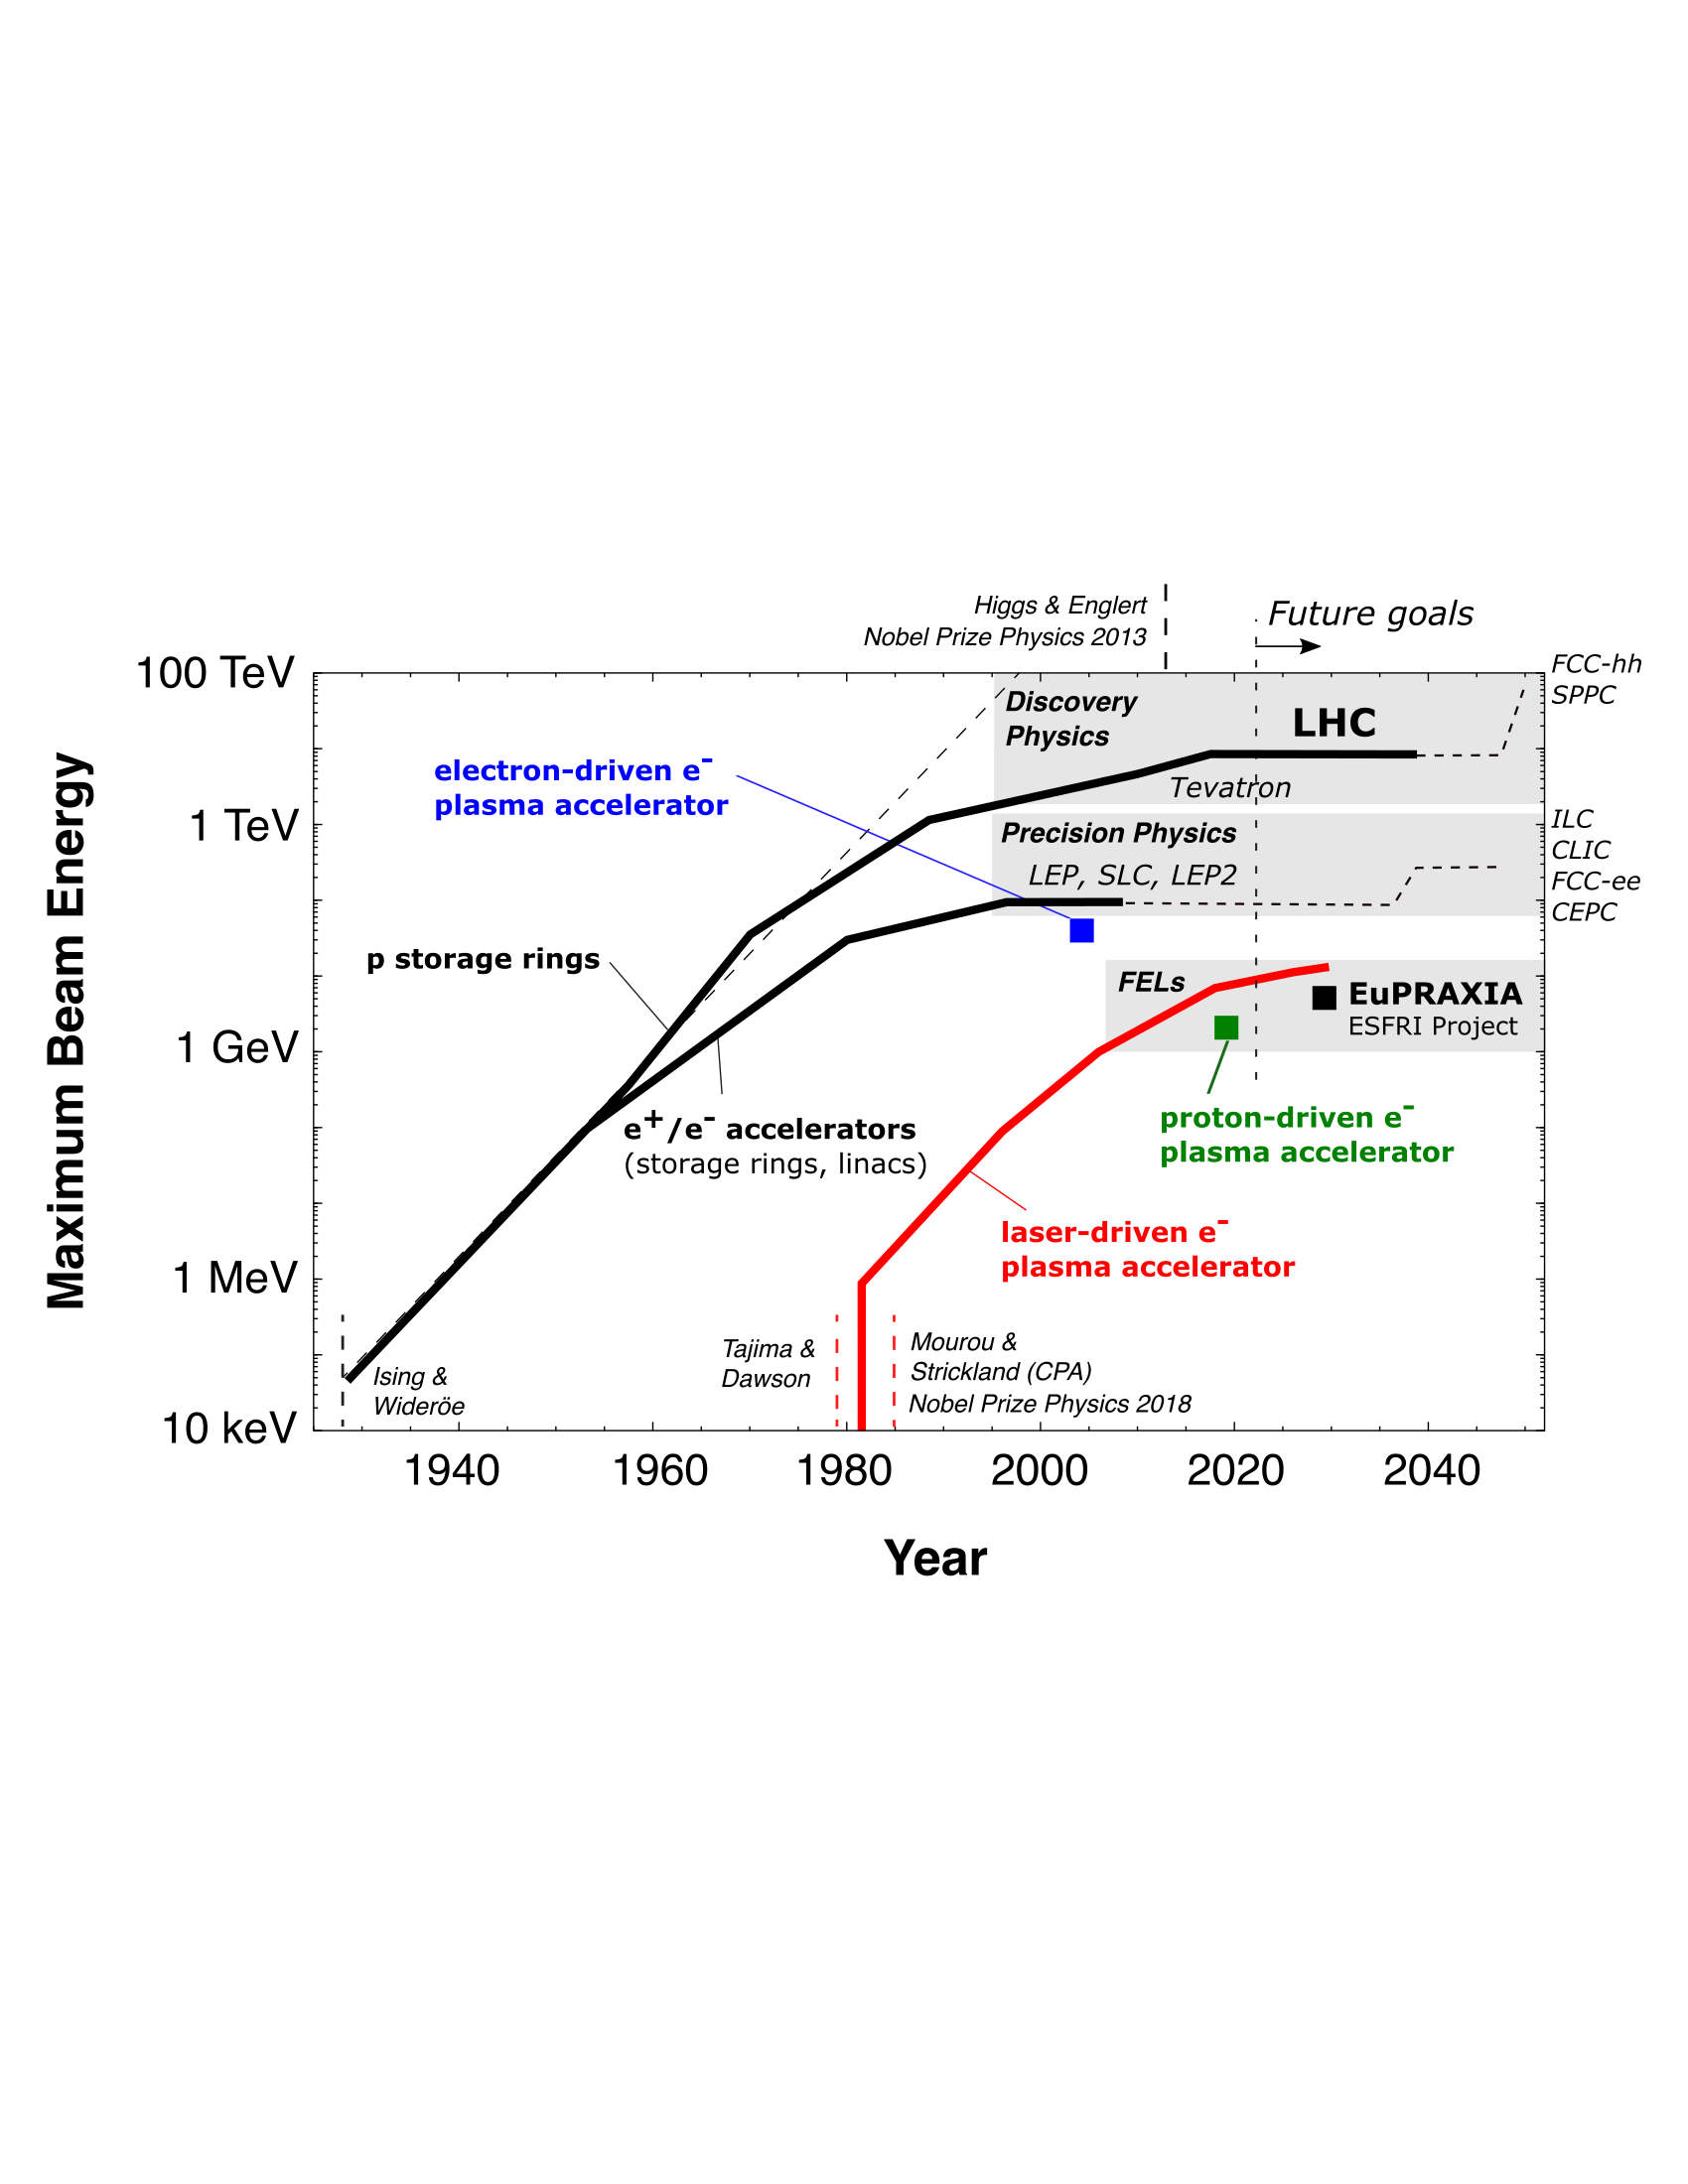 Higgs & Englert
Nobel Prize Physics 2013
Future goals
100 TeV
1 TeV
1 GeV
1 MeV
10 keV
Maximum Beam Energy
FCC-hh
SPPC
Discovery
Physics
LHC
Tevatron
electron-driven e-
plasma accelerator
Precision Physics
LEP, SLC, LEP2
ILC
CLIC
FCC-ee
CEPC
p storage rings
FELs
EuPRAXIA
ESFRI Project
e+/e- accelerators
(storage rings, linacs)
proton-driven e-
plasma accelerator
laser-driven e-
plasma accelerator
Ising &
Wideröe
Tajima &
Dawson
Mourou &
Strickland (CPA)
Nobel Prize Physics 2018
1940
1960
1980
2000
2020
2040
Year